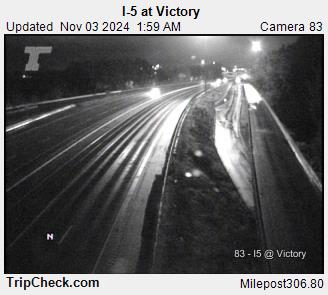 I-5 at Victory
Updated Nov 03 2024 1:59 AM Camera 83
T
N
83 - I5 @ Victory
TripCheck.com Milepost306.80